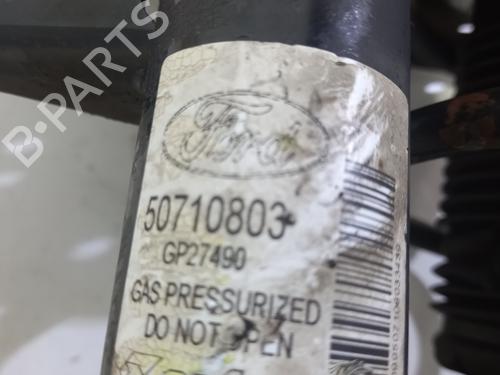 B-PARTS
Ford
50710803
GP27490
GAS PRESSURIZED
DO NOT OPEN